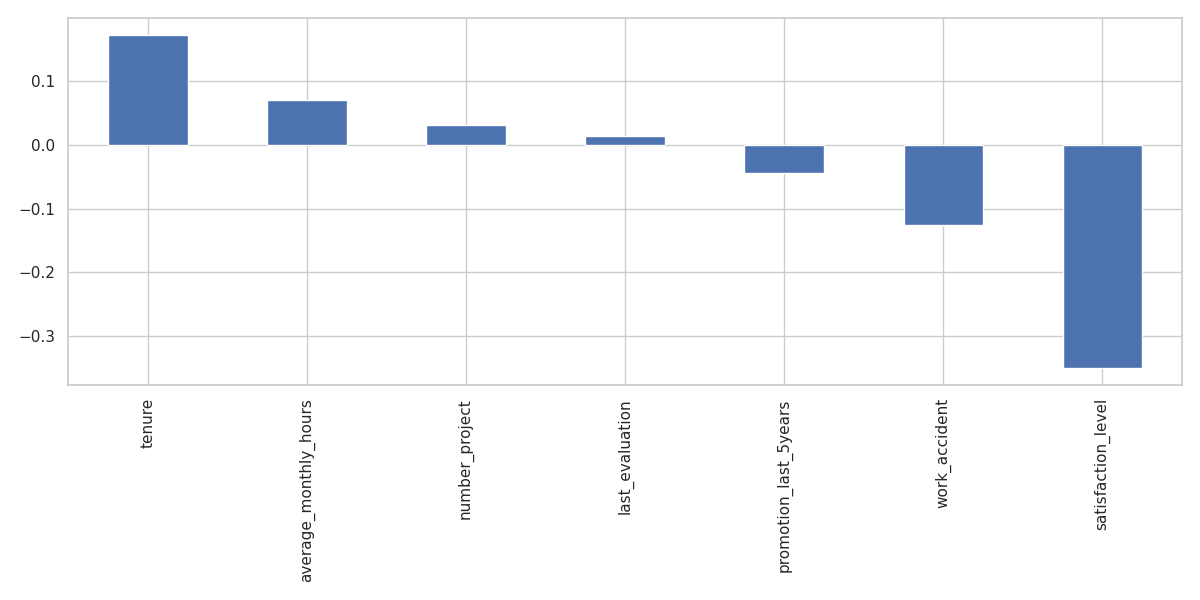 0.1
0.0
−0.1
−0.2
−0.3
tenure
average_monthly_hours
number_project
last_evaluation
promotion_last_5years
work_accident
satisfaction_level